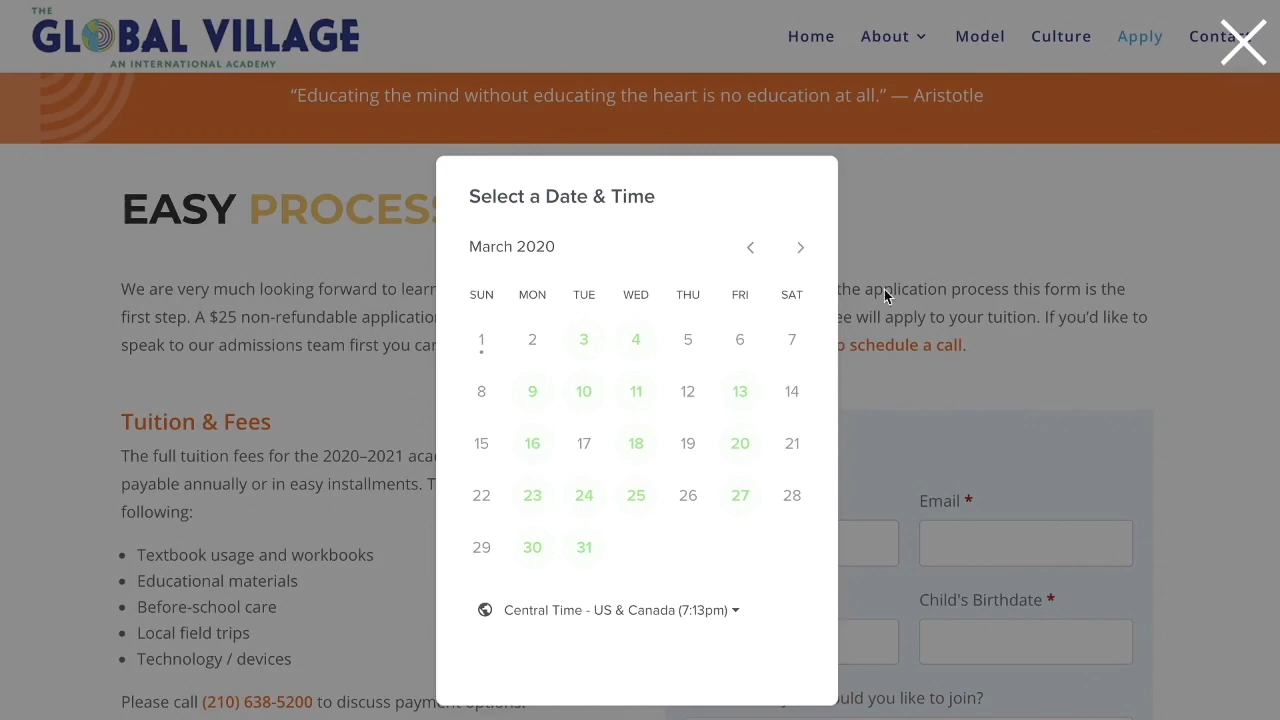 THE
GLOBAL VILLAGE
AN INTERNATIONAL ACADEMY
Home About Model Culture Apply
“Educating the mind without educating the heart is no education at all.” — Aristotle
EASY PROCESS
We are very much looking forward to the application process this form is the
first step. A $25 non-refundable will apply to your tuition. If you’d like to
speak to our admissions team first you schedule a call.
Select a Date & Time
March 2020
SUN MON TUE WED THU FRI SAT
1 2 3 4 5 6 7
8 9 10 11 12 13 14
15 16 17 18 19 20 21
22 23 24 25 26 27 28
29 30 31
Central Time - US & Canada (7:13pm)
Tuition & Fees
The full tuition fees for the 2020–2021
payable annually or in easy installments.
following:
Textbook usage and workbooks
Educational materials
Before-school care
Local field trips
Technology / devices
Please call (210) 638-5200 to discuss payment options.
Email *
Child's Birthdate *
you like to join?